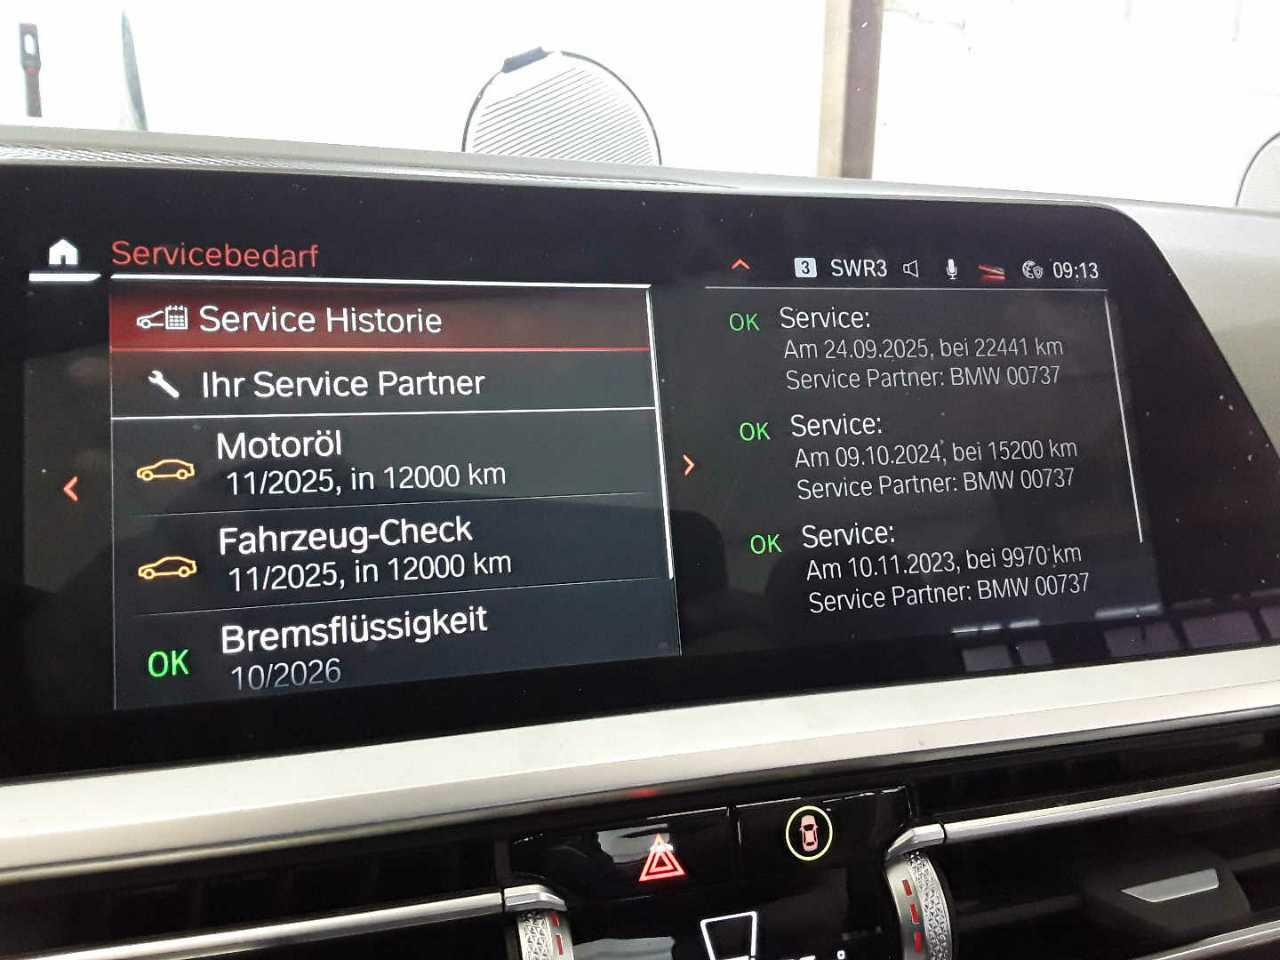 Servicebedarf
3 SWR3 09:13
Service Historie
Ihr Service Partner
Motoröl
11/2025, in 12000 km
Fahrzeug-Check
11/2025, in 12000 km
OK Bremsflüssigkeit
10/2026
OK Service:
Am 24.09.2025, bei 22441 km
Service Partner: BMW 00737
OK Service:
Am 09.10.2024, bei 15200 km
Service Partner: BMW 00737
OK Service:
Am 10.11.2023, bei 9970 km
Service Partner: BMW 00737